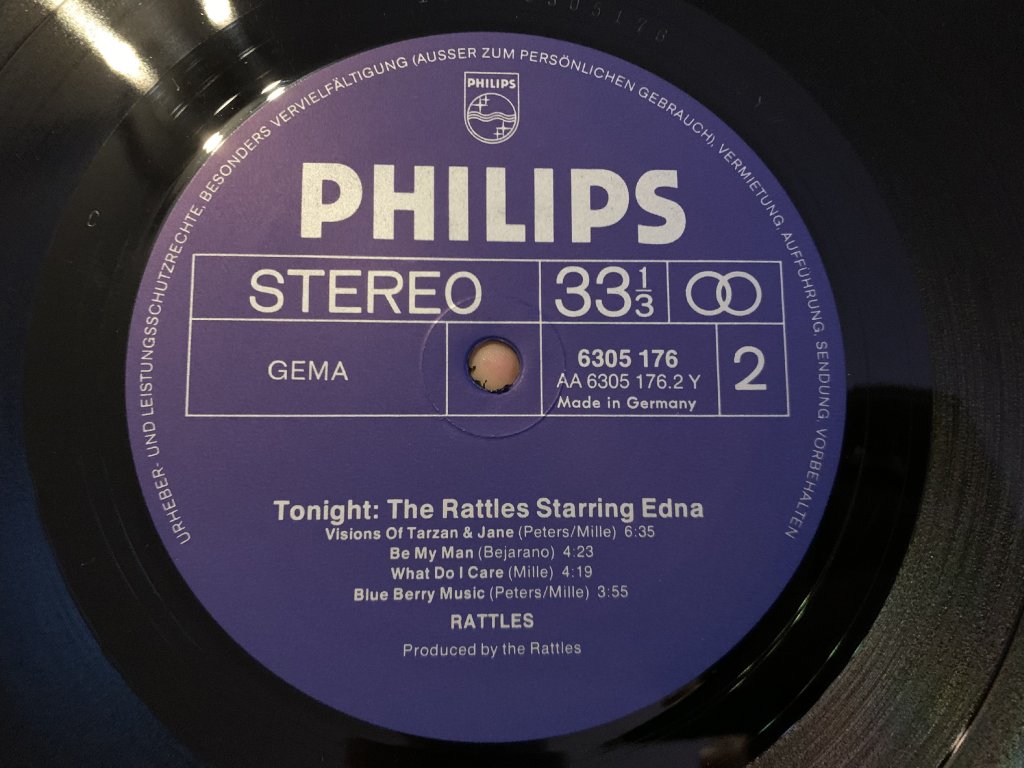 URHEBER- UND LEISTUNGSSCHUTZRECHTE, BESONDERS VERVIELFÄLTIGUNG (AUSSER ZUM PERSÖNLICHEN GEBRAUCH), VERMIETUNG, AUFFÜHRUNG, SENDUNG, VORBEHALTEN
PHILIPS
PHILIPS
STEREO 33 1/3
GEMA 6305 176 2
AA 6305 176.2 Y
Made in Germany
Tonight: The Rattles Starring Edna
Visions Of Tarzan & Jane (Peters/Mille) 6:35
Be My Man (Bejarano) 4:23
What Do I Care (Mille) 4:19
Blue Berry Music (Peters/Mille) 3:55
RATTLES
Produced by the Rattles